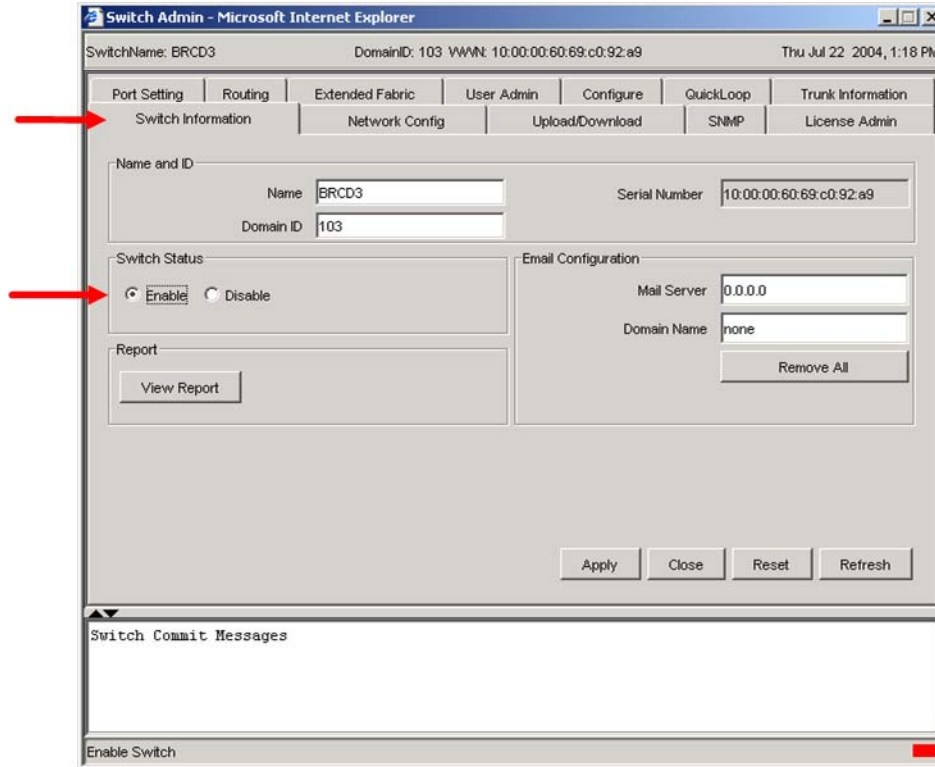 Switch Admin - Microsoft Internet Explorer
SwitchName: BRCD3 DomainID: 103 WWN: 10:00:00:60:69:c0:92:a9 Thu Jul 22 2004, 1:18 PM
Port Setting Routing Extended Fabric User Admin Configure QuickLoop Trunk Information
Switch Information Network Config Upload/Download SNMP License Admin
Name and ID
Name BRCD3 Serial Number 10:00:00:60:69:c0:92:a9
Domain ID 103
Switch Status Email Configuration
Enable Disable Mail Server 0.0.0.0
Domain Name none
Report Remove All
View Report
Apply Close Reset Refresh
Switch Commit Messages
Enable Switch